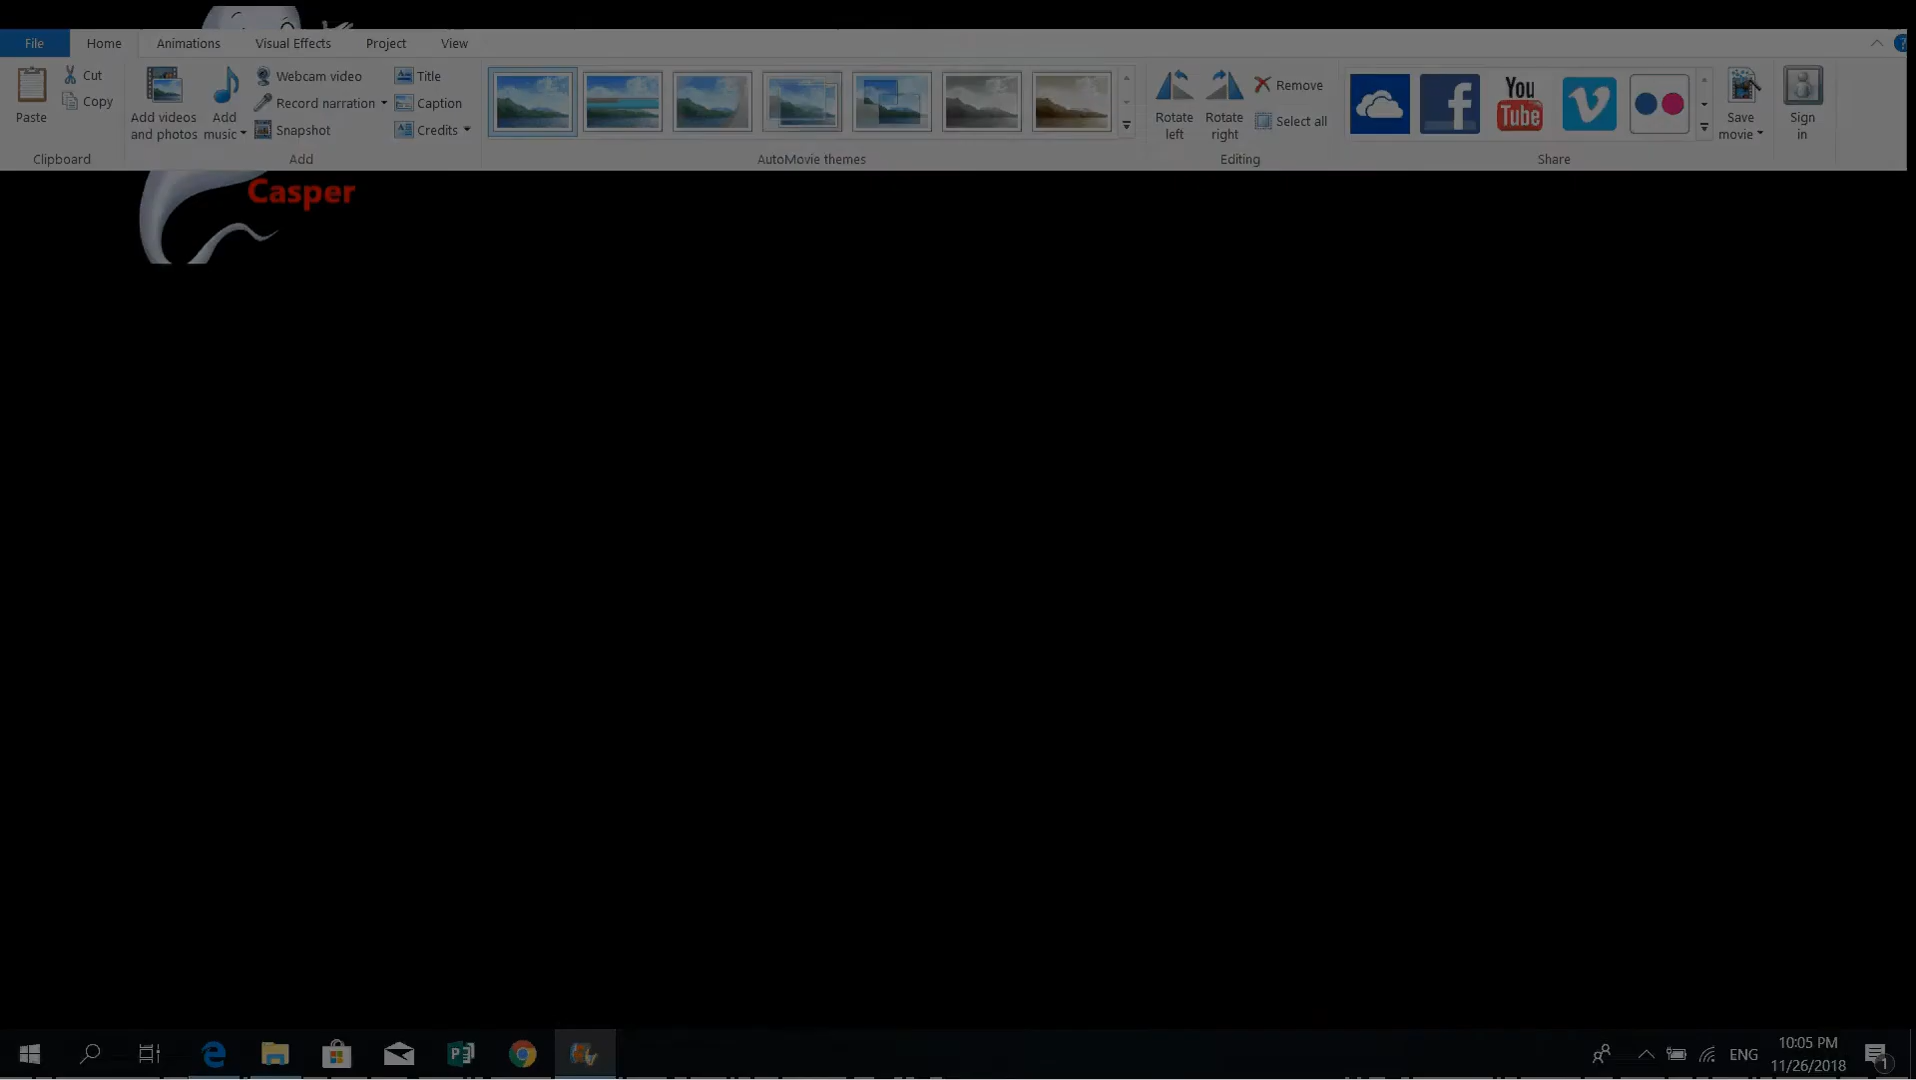 File Home Animations Visual Effects Project View
Paste
Cut
Copy
Clipboard
Add videos
and photos
Add
music
Webcam video
Record narration
Snapshot
Title
Caption
Credits
Add
AutoMovie themes
Rotate
left
Rotate
right
Remove
Select all
Editing
You
Tube
Share
Save
movie
Sign
in
Casper
ENG
10:05 PM
11/26/2018
1